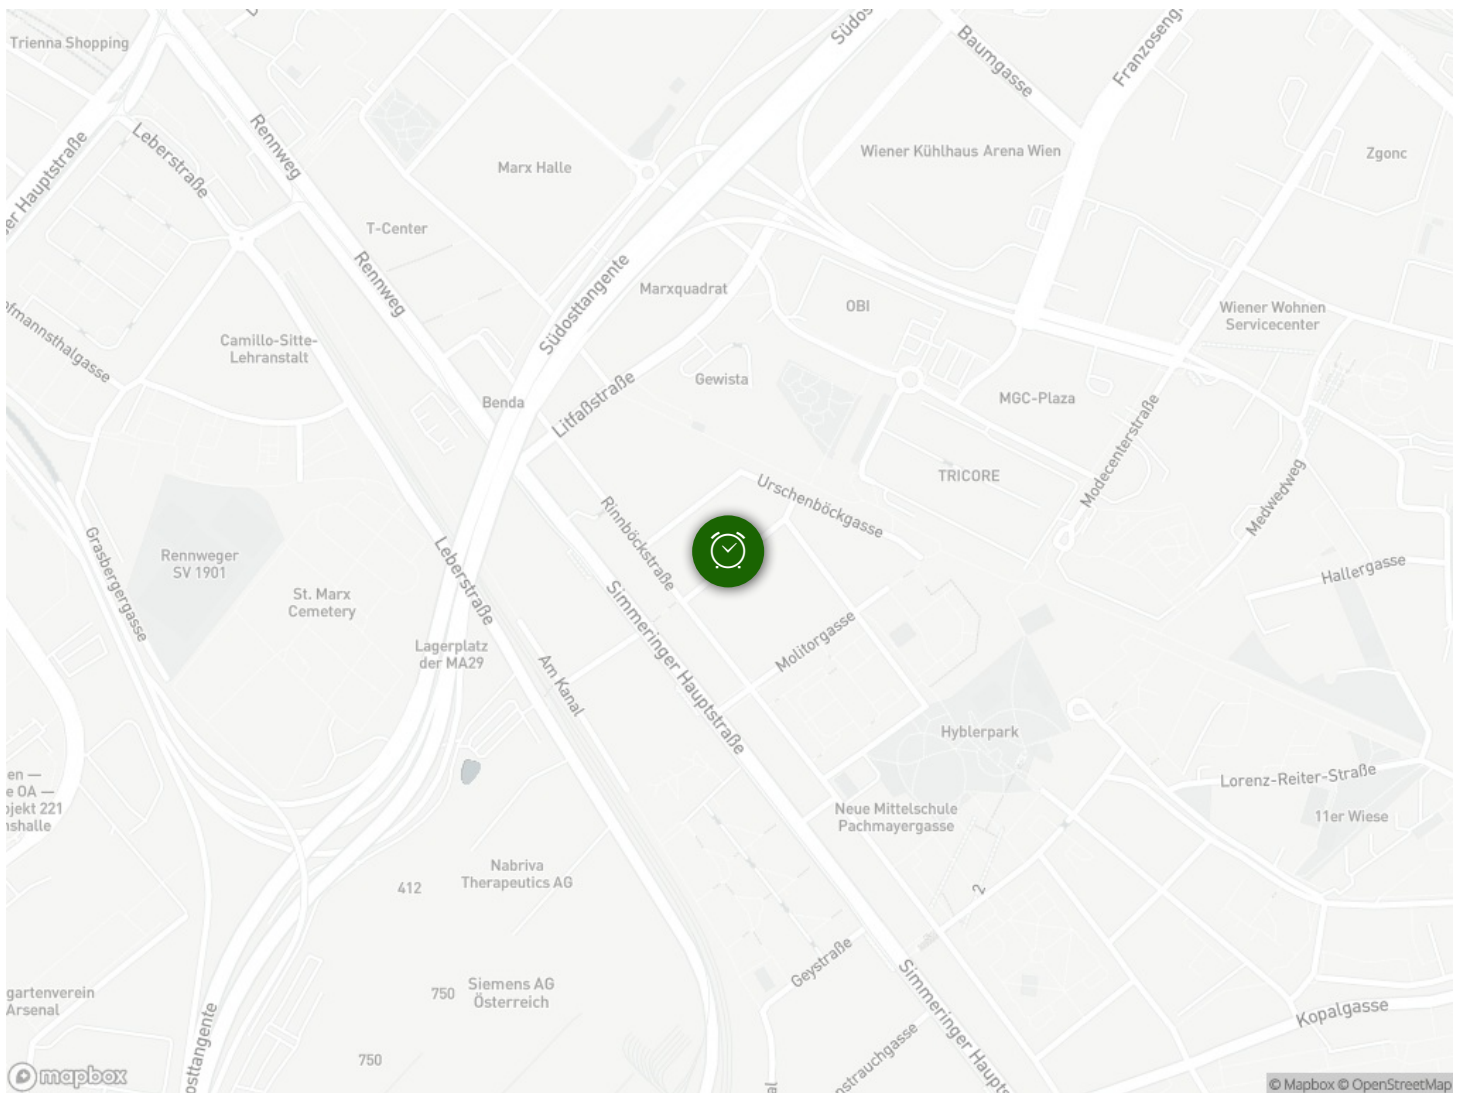 Trienna Shopping
Südos
Baumgasse
Franzoseng
Rennweg
Leberstraße
er Hauptstraße
Marx Halle
Wiener Kühlhaus Arena Wien
Zgonc
T-Center
Rennweg
Südosttangente
Marxquadrat
OBI
Wiener Wohnen
Servicecenter
ofmannsthalgasse
Camillo-Sitte-
Lehranstalt
Gewista
Benda
Litfaßstraße
MGC-Plaza
Modecenterstraße
TRICORE
Urschenböckgasse
Medwedweg
Rinnböckstraße
Grasbergergasse
Rennweger
SV 1901
Leberstraße
Hallergasse
St. Marx
Cemetery
Simmeringer Hauptstraße
Molitorgasse
Lagerplatz
der MA29
Am Kanal
Hyblerpark
en —
e OA —
ojekt 221
nshalle
Lorenz-Reiter-Straße
Neue Mittelschule
Pachmayergasse
11er Wiese
Nabriva
Therapeutics AG
412
2
Geystraße
Simmeringer Haupts
gartenverein
Arsenal
750
Siemens AG
Österreich
Kopalgasse
osttangente
750
nstrauchgasse
mapbox
© Mapbox © OpenStreetMap